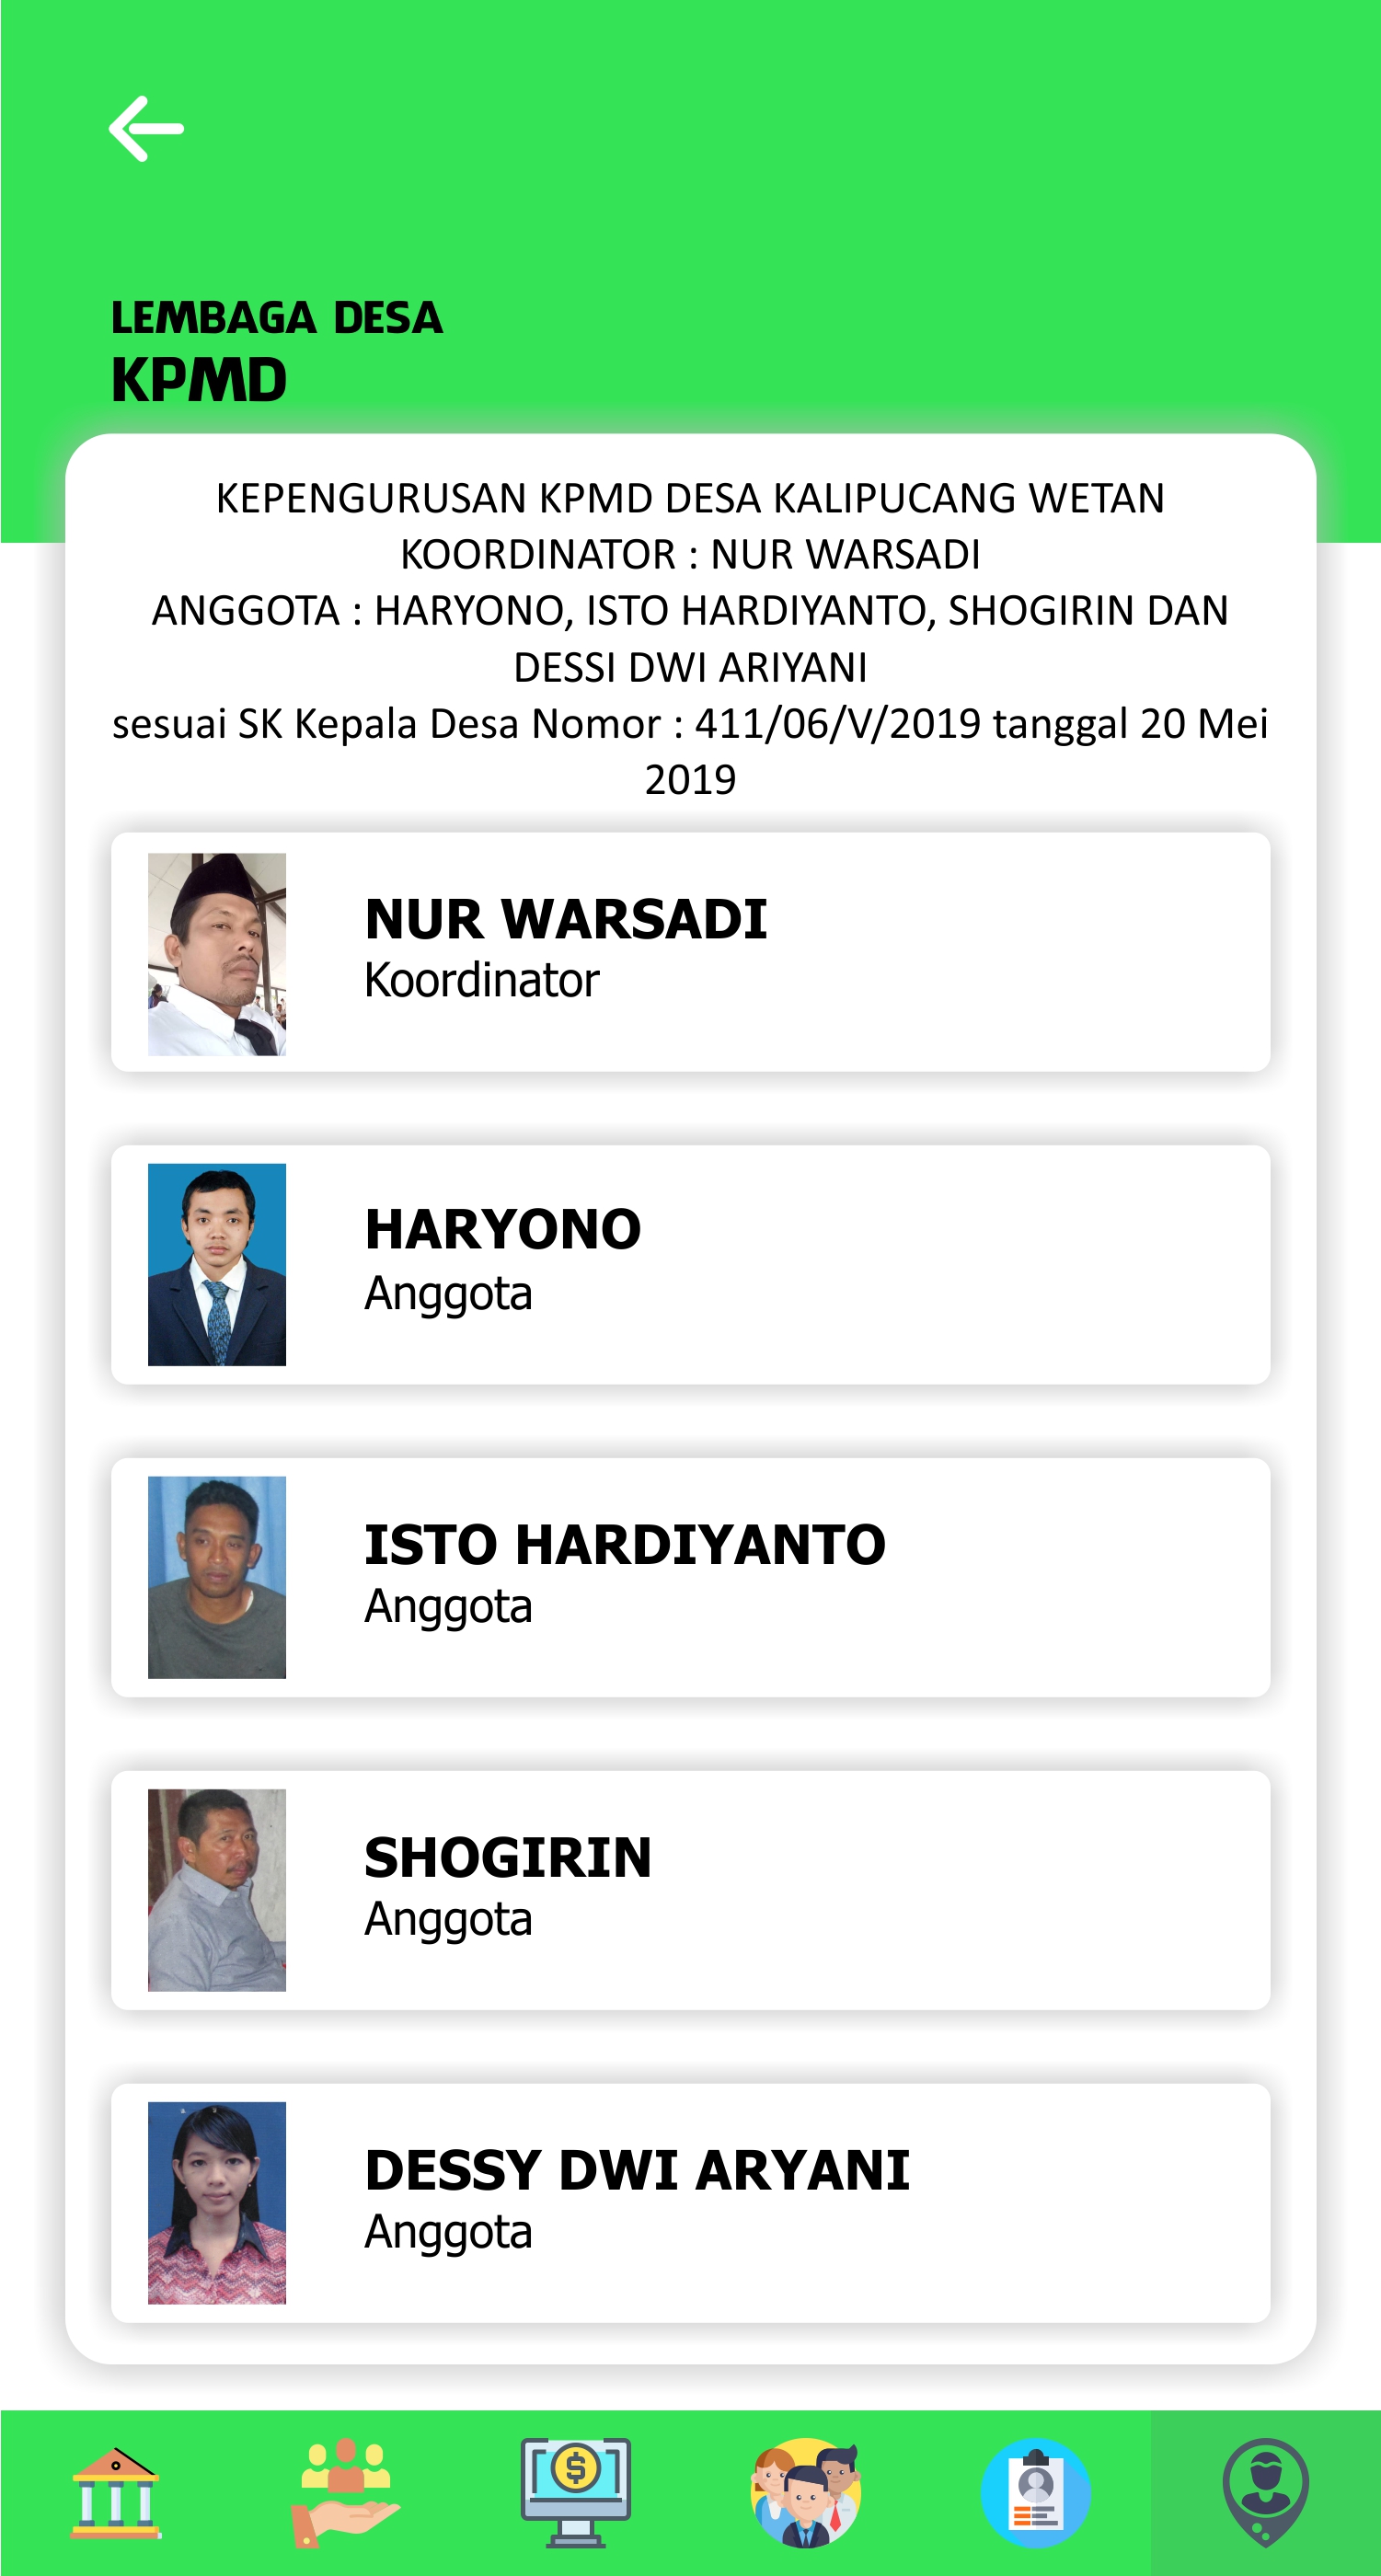 LEMBAGA DESA
KPMD
KEPENGURUSAN KPMD DESA KALIPUCANG WETAN
KOORDINATOR : NUR WARSADI
ANGGOTA : HARYONO, ISTO HARDIYANTO, SHOGIRIN DAN
DESSI DWI ARIYANI
sesuai SK Kepala Desa Nomor : 411/06/V/2019 tanggal 20 Mei
2019
NUR WARSADI
Koordinator
HARYONO
Anggota
ISTO HARDIYANTO
Anggota
SHOGIRIN
Anggota
DESSY DWI ARYANI
Anggota
$